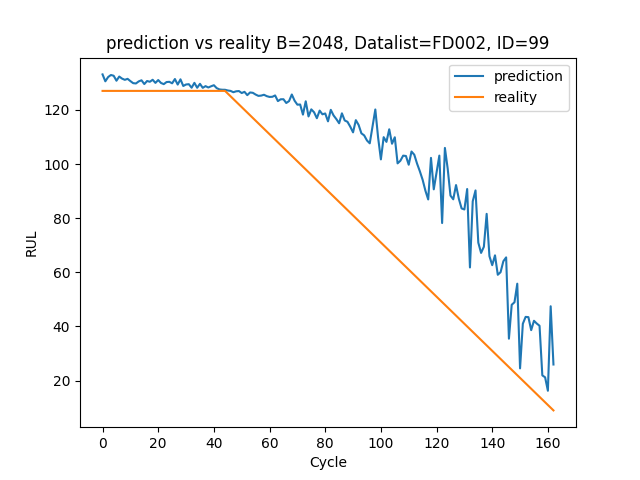 prediction vs reality B=2048, Datalist=FD002, ID=99
prediction
reality
RUL
120
100
80
60
40
20
0 20 40 60 80 100 120 140 160
Cycle